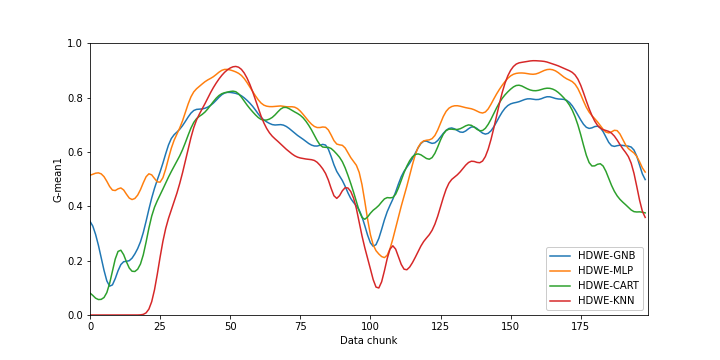 1.0
0.8
0.6
0.4
0.2
0.0
G-mean1
0 25 50 75 100 125 150 175
Data chunk
HDWE-GNB
HDWE-MLP
HDWE-CART
HDWE-KNN